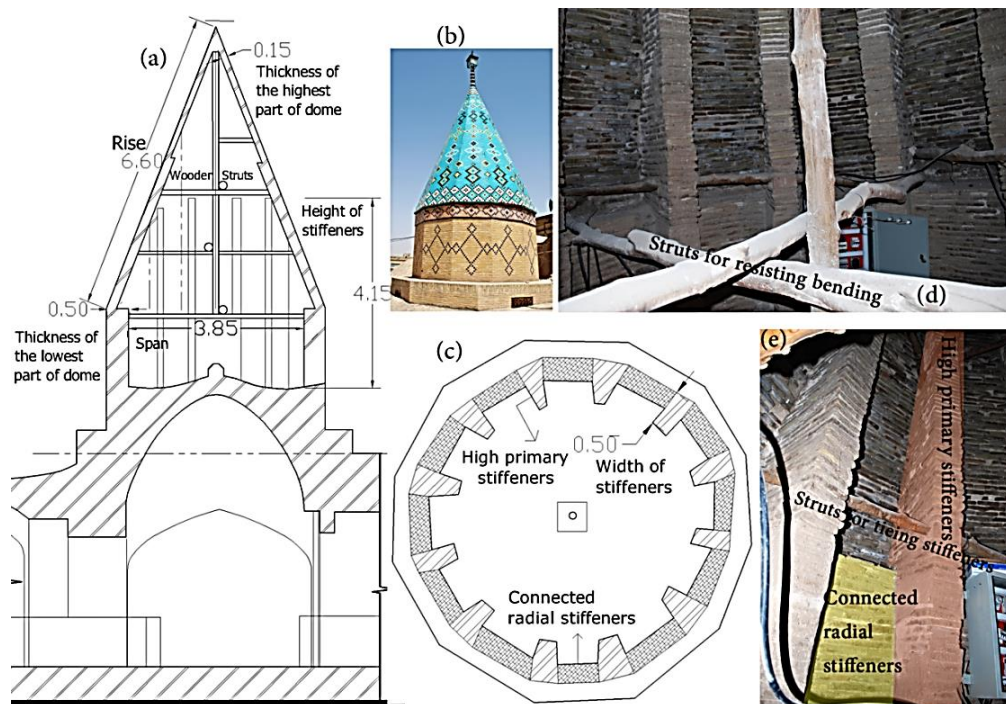 (a)
0.15
Thickness of
the highest
part of dome
Rise
6.60
Wooder Struts
Height of
stiffeners
4.15
0.50
3.85
Span
Thickness of
the lowest
part of dome
(b)
(c)
High primary
stiffeners
0.50
Width of
stiffeners
Connected
radial stiffeners
Struts for resisting bending
(d)
(e)
High primary stiffeners
Struts for tieing stiffeners
Connected
radial
stiffeners